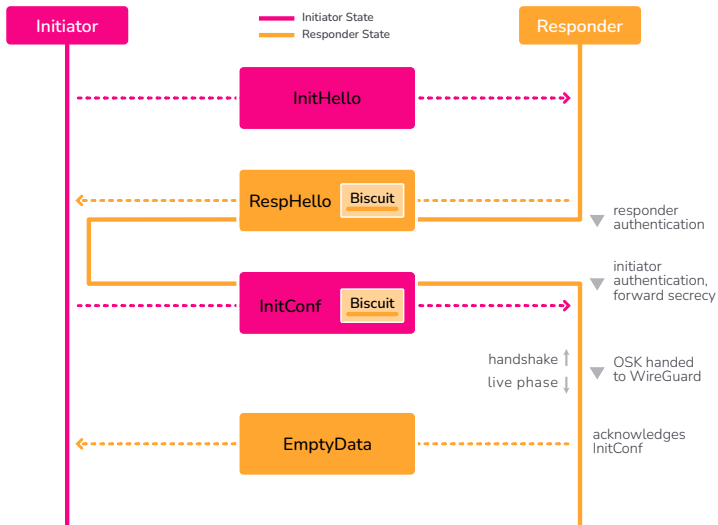 Initiator
Initiator State
Responder State
Responder
InitHello
RespHello
Biscuit
responder
authentication
initiator
authentication,
forward secrecy
InitConf
Biscuit
handshake
live phase
OSK handed
to WireGuard
EmptyData
acknowledges
InitConf